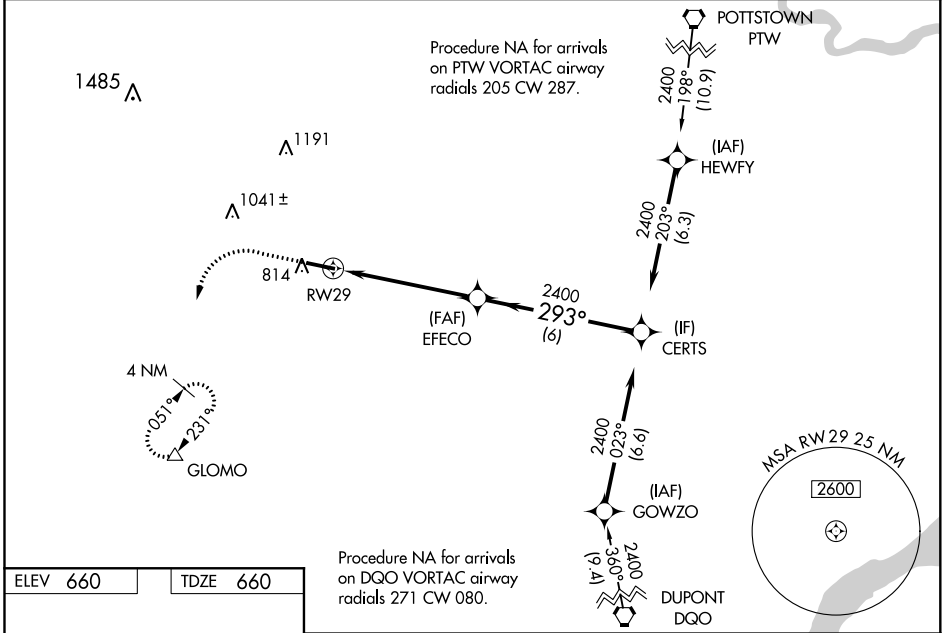 POTTSTOWN
PTW
Procedure NA for arrivals
on PTW VORTAC airway
radials 205 CW 287.
2400
198°
(10.9)
1485
1191
(IAF)
HEWFY
1041±
2400
203°
(6.3)
814
RW29
(FAF)
EFECO
2400
293°
(6)
(IF)
CERTS
4 NM
051°
231°
GLOMO
2400
023°
(6.6)
(IAF)
GOWZO
MSA RW29 25 NM
2600
2400
360°
(9.4)
Procedure NA for arrivals
on DQO VORTAC airway
radials 271 CW 080.
DUPONT
DQO
ELEV 660
TDZE 660